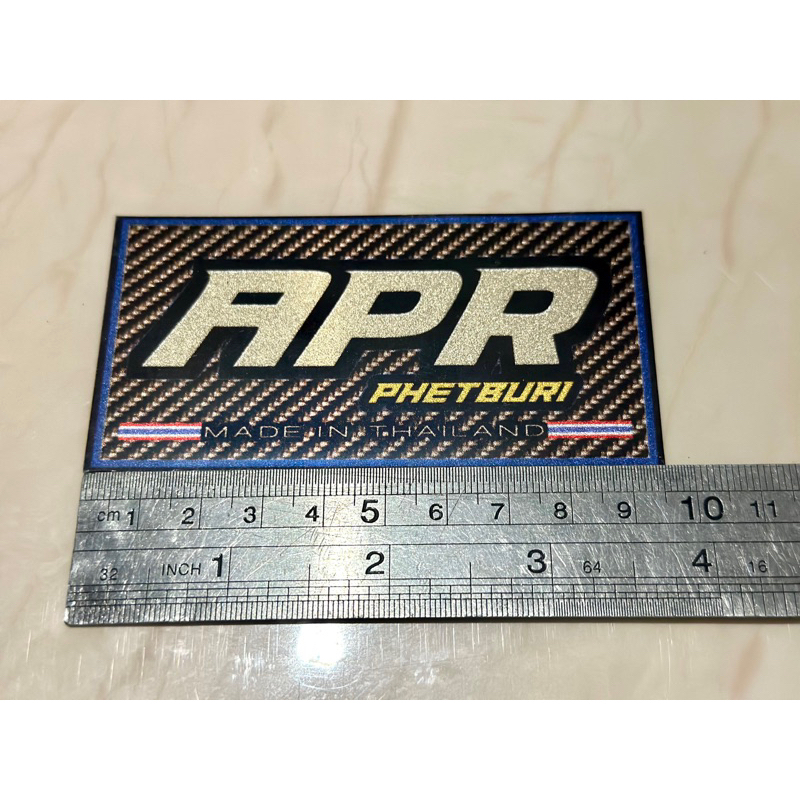 APR
PHETBURI
MADE IN THAILAND
cm 1 2 3 4 5 6 7 8 9 10 11
32 INCH 1 2 3 64 4 16